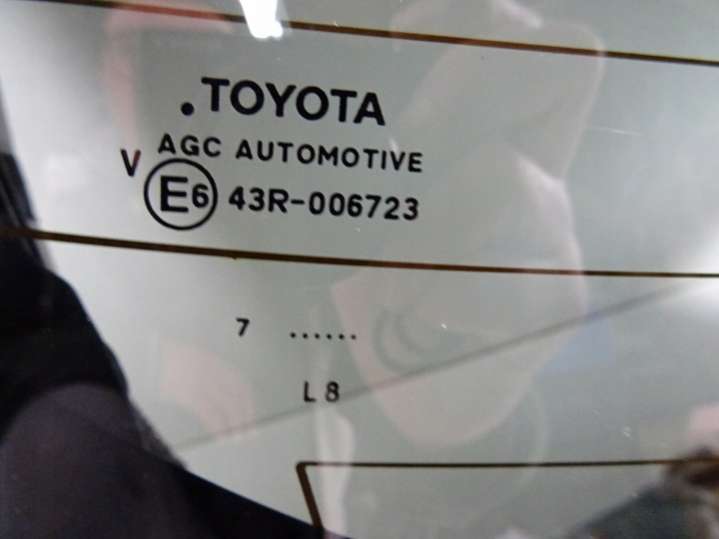 .TOYOTA
AGC AUTOMOTIVE
V E6 43R-006723
7 ......
L8